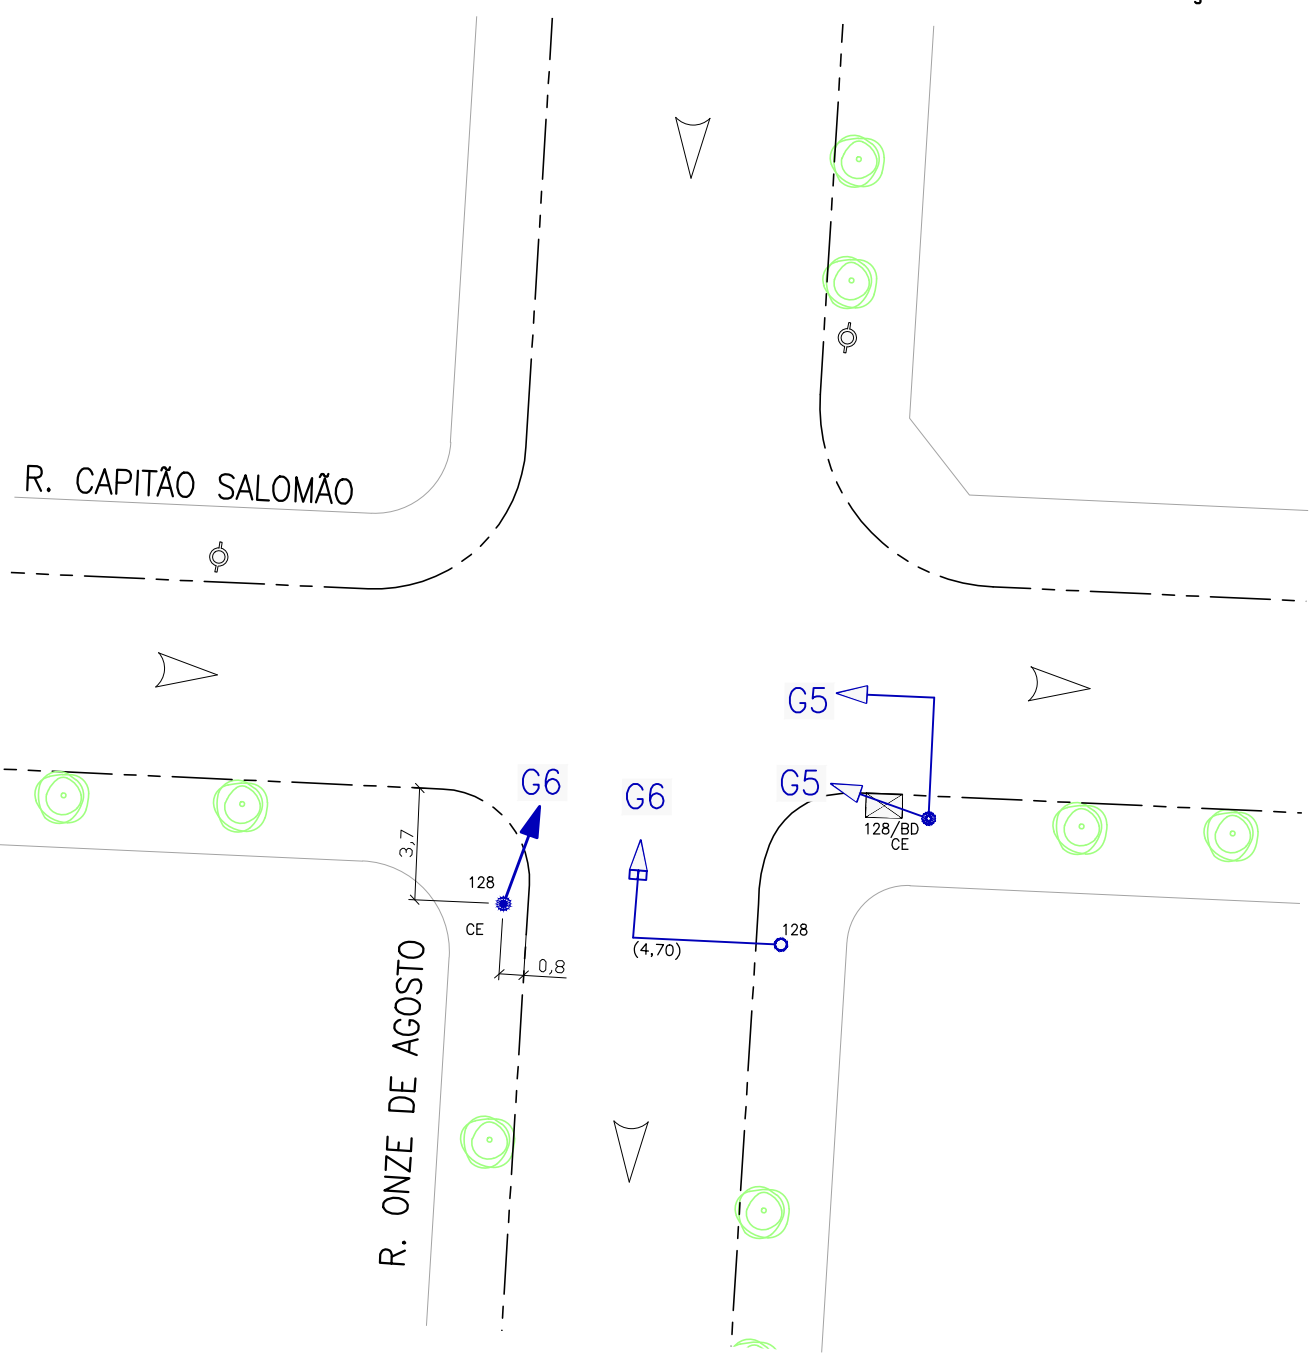 R. CAPITÃO SALOMÃO
G5
G6
G6
G5
3,7
128/BD
CE
128
CE
128
(4,70)
0,8
R. ONZE DE AGOSTO